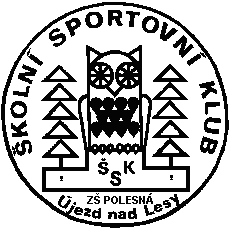 ŠKOLNÍ SPORTOVNÍ KLUB
ŠSK
ZŠ POLESNÁ
Újezd nad Lesy